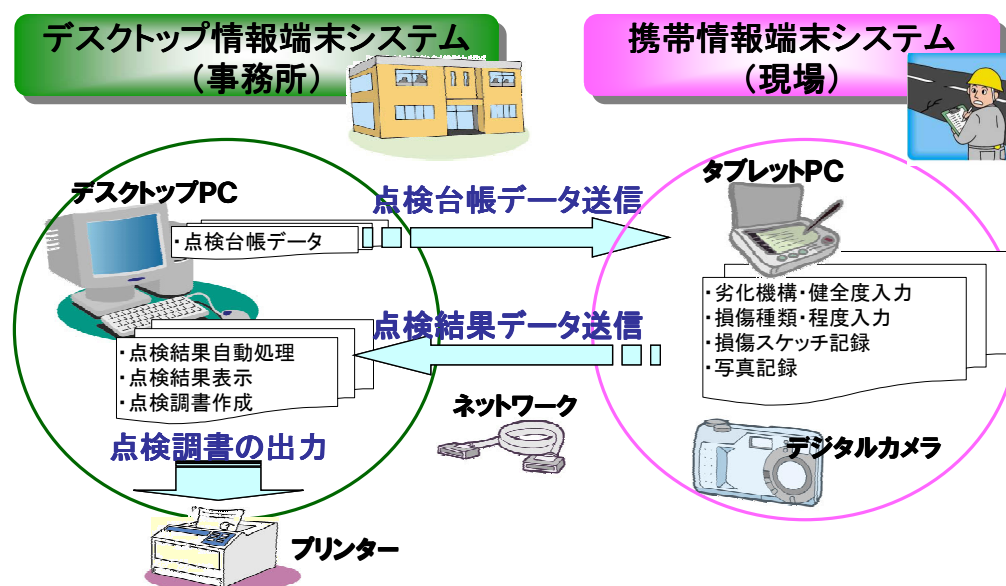 デスクトップ情報端末システム
(事務所)
携帯情報端末システム
(現場)
デスクトップPC
・点検台帳データ
点検台帳データ送信
タブレットPC
・劣化機構・健全度入力
・損傷種類・程度入力
・損傷スケッチ記録
・写真記録
点検結果データ送信
・点検結果自動処理
・点検結果表示
・点検調書作成
ネットワーク
点検調書の出力
デジタルカメラ
プリンター